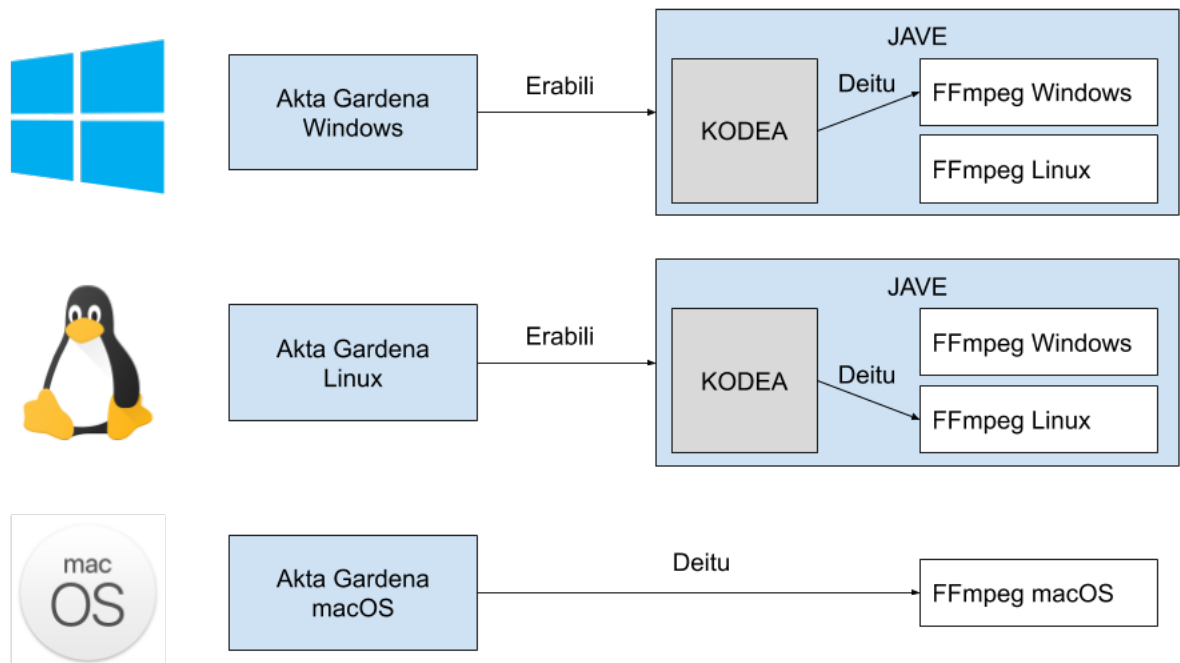 JAVE
Akta Gardena
Windows
Erabili
KODEA
Deitu
FFmpeg Windows
FFmpeg Linux
JAVE
Akta Gardena
Linux
Erabili
KODEA
Deitu
FFmpeg Windows
FFmpeg Linux
mac
OS
Akta Gardena
macOS
Deitu
FFmpeg macOS